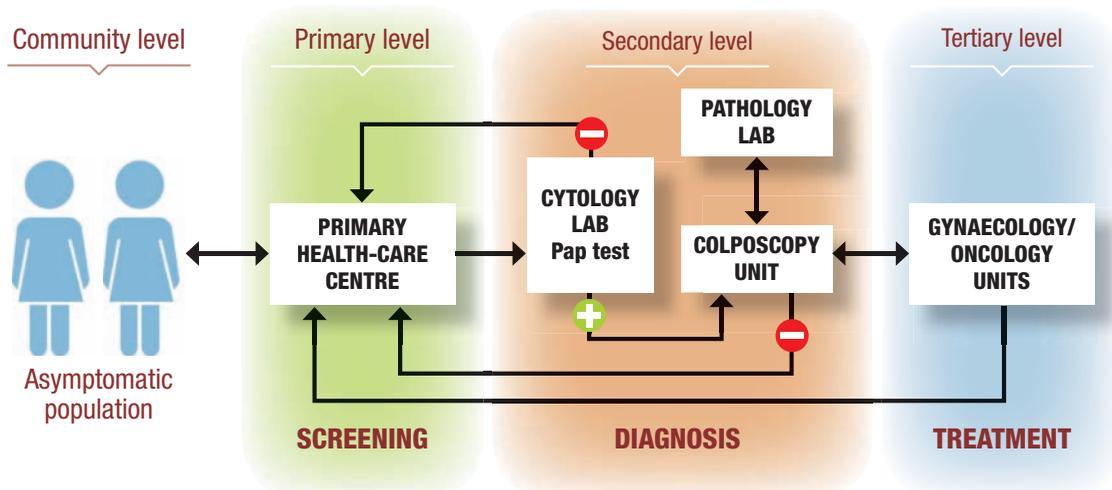 Community level
Primary level
Secondary level
Tertiary level
PATHOLOGY
LAB
CYTOLOGY
LAB
Pap test
PRIMARY
HEALTH-CARE
CENTRE
COLPOSCOPY
UNIT
GYNAECOLOGY/
ONCOLOGY
UNITS
Asymptomatic
population
SCREENING
DIAGNOSIS
TREATMENT